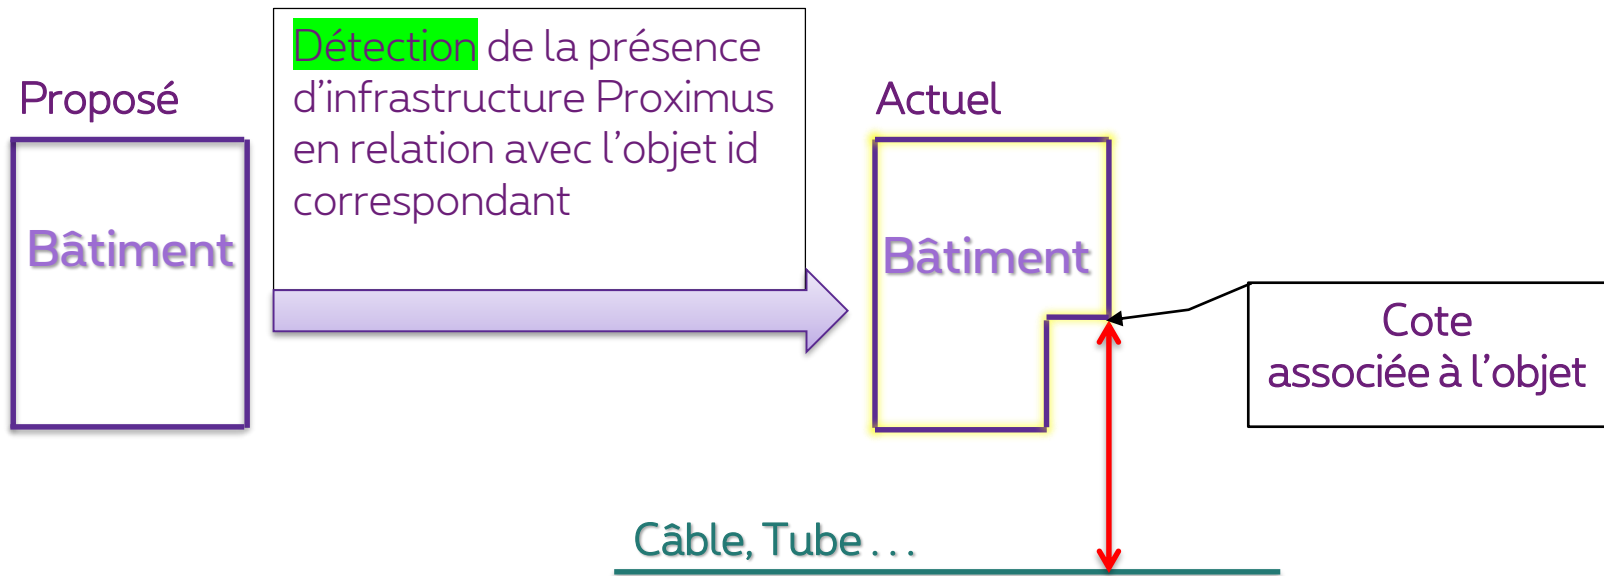 Proposé
Bâtiment
Détection de la présence
d'infrastructure Proximus
en relation avec l'objet id
correspondant
Actuel
Bâtiment
Cote
associée à l'objet
Câble, Tube . . .